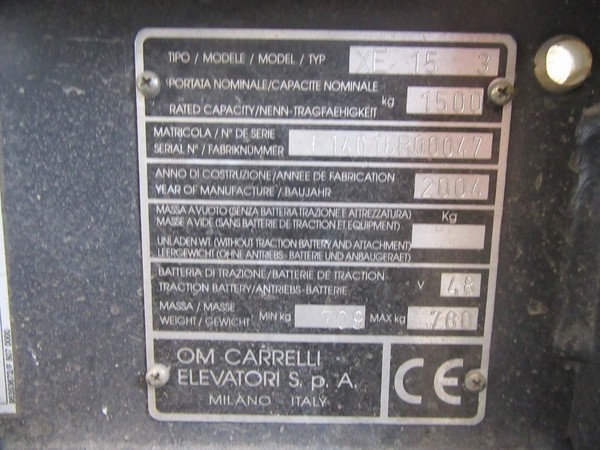 TIPO / MODELE / MODEL / TYP XE 15 3
PORTATA NOMINALE/CAPACITE NOMINALE
RATED CAPACITY/NENN-TRAGFAEHIGKEIT kg 1500
MATRICOLA / N° DE SERIE
SERIAL N° / FABRIKNUMMER
ANNO DI COSTRUZIONE/ANNEE DE FABRICATION
YEAR OF MANUFACTURE / BAUJAHR 2004
MASSA A VUOTO (SENZA BATTERIA TRAZIONE E ATTREZZATURA) Kg
MASSE A VIDE (SANS BATTERIE DE TRACTION ET EQUIPEMENT)
UNLADEN WT. (WITHOUT TRACTION BATTERY AND ATTACHMENT)
LEERGEWICHT (OHNE ANTRIEBS- BATTERIE UND ANBAUGERAET)
BATTERIA DI TRAZIONE/BATTERIE DE TRACTION
TRACTION BATTERY/ANTRIEBS-BATTERIE V 48
MASSA / MASSE
WEIGHT/GEWICHT MIN kg 709 MAX kg 780
OM CARRELLI
ELEVATORI S. p A.
MILANO - ITALY
CE